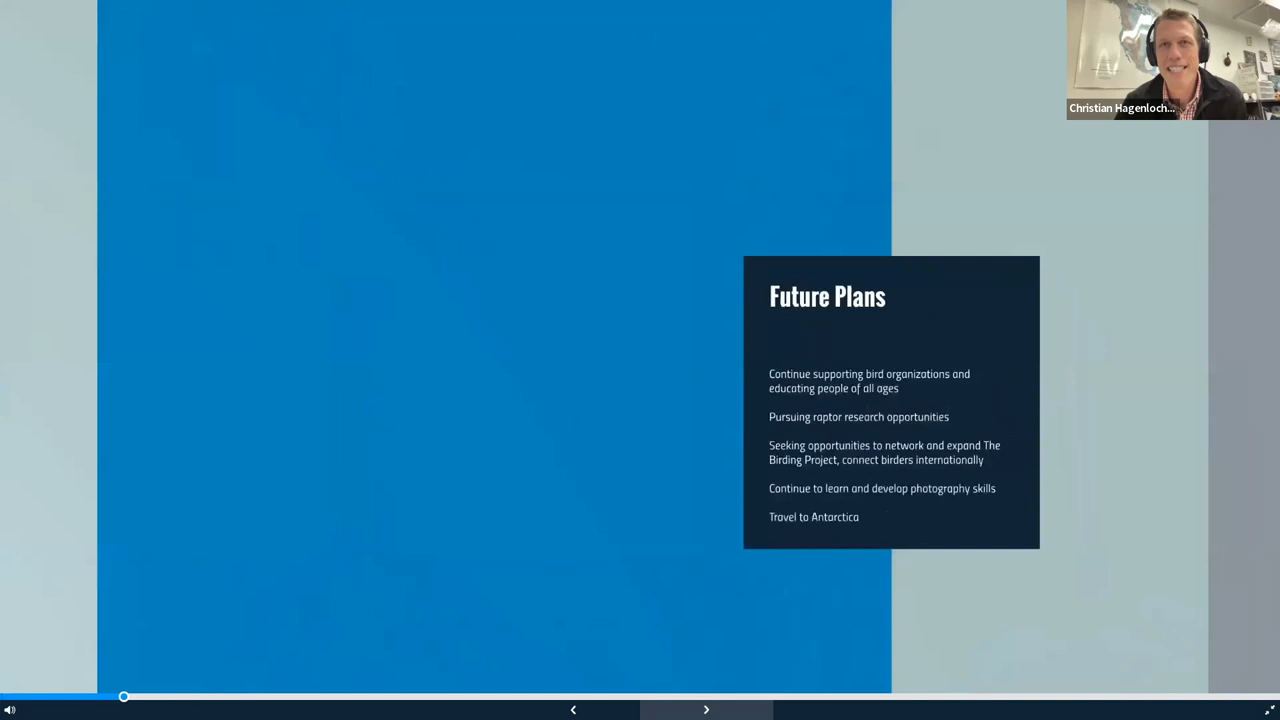 Christian Hagenloch...
Future Plans
Continue supporting bird organizations and
educating people of all ages
Pursuing raptor research opportunities
Seeking opportunities to network and expand The
Birding Project, connect birders internationally
Continue to learn and develop photography skills
Travel to Antarctica